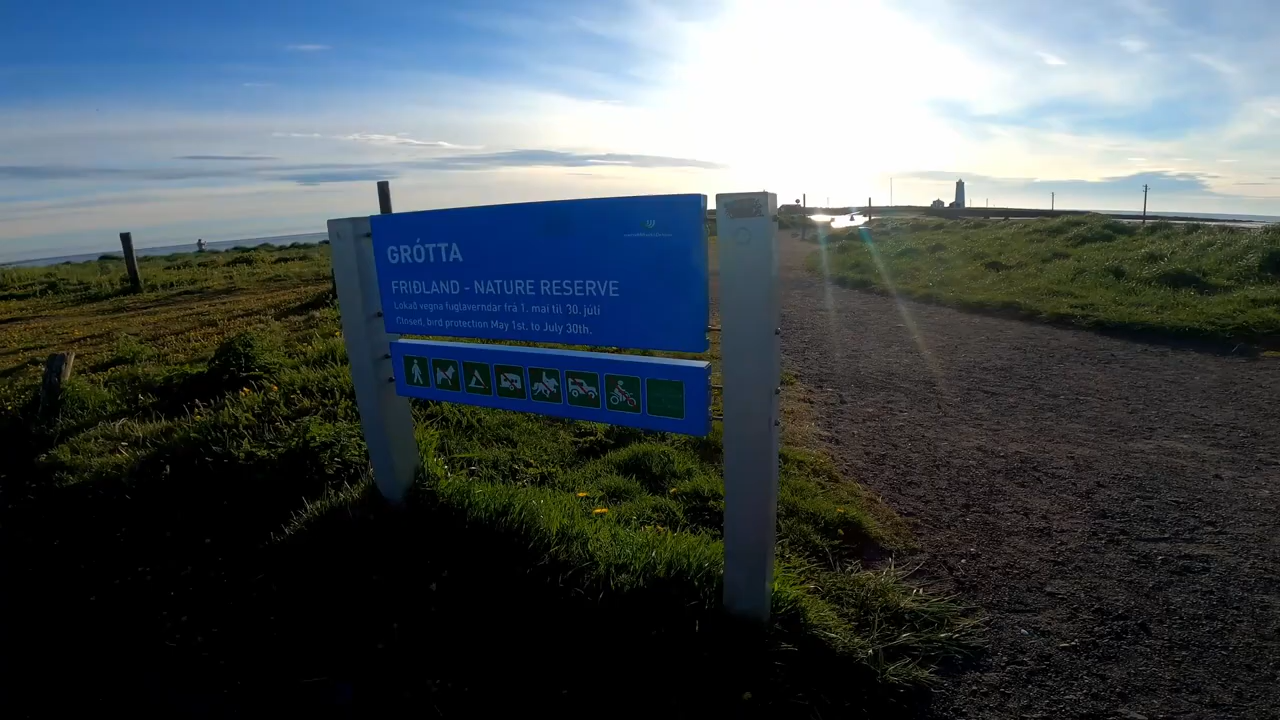 GRÓTTA
FRIÐLAND - NATURE RESERVE
Lokað vegna fuglaverndar frá 1. maí til 30. júlí
Closed, bird protection May 1st. to July 30th.